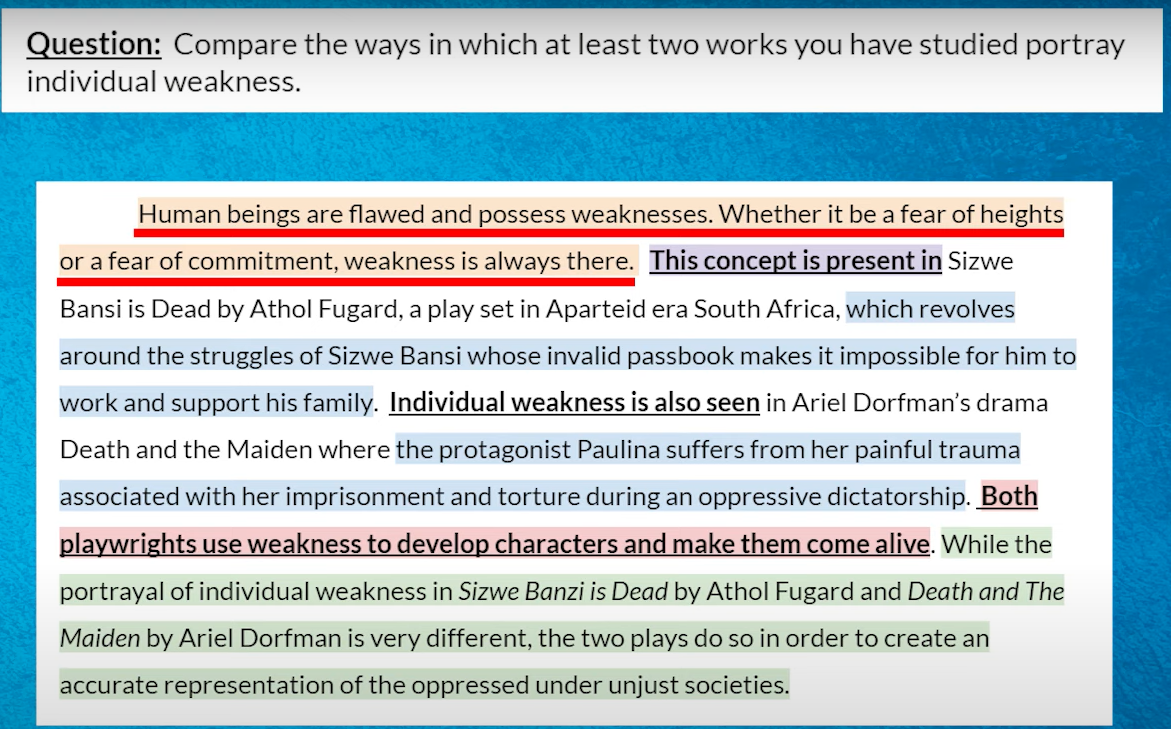 Question: Compare the ways in which at least two works you have studied portray
individual weakness.
Human beings are flawed and possess weaknesses. Whether it be a fear of heights
or a fear of commitment, weakness is always there. This concept is present in Sizwe
Bansi is Dead by Athol Fugard, a play set in Aparteid era South Africa, which revolves
around the struggles of Sizwe Bansi whose invalid passbook makes it impossible for him to
work and support his family. Individual weakness is also seen in Ariel Dorfman’s drama
Death and the Maiden where the protagonist Paulina suffers from her painful trauma
associated with her imprisonment and torture during an oppressive dictatorship. Both
playwrights use weakness to develop characters and make them come alive. While the
portrayal of individual weakness in Sizwe Banzi is Dead by Athol Fugard and Death and The
Maiden by Ariel Dorfman is very different, the two plays do so in order to create an
accurate representation of the oppressed under unjust societies.